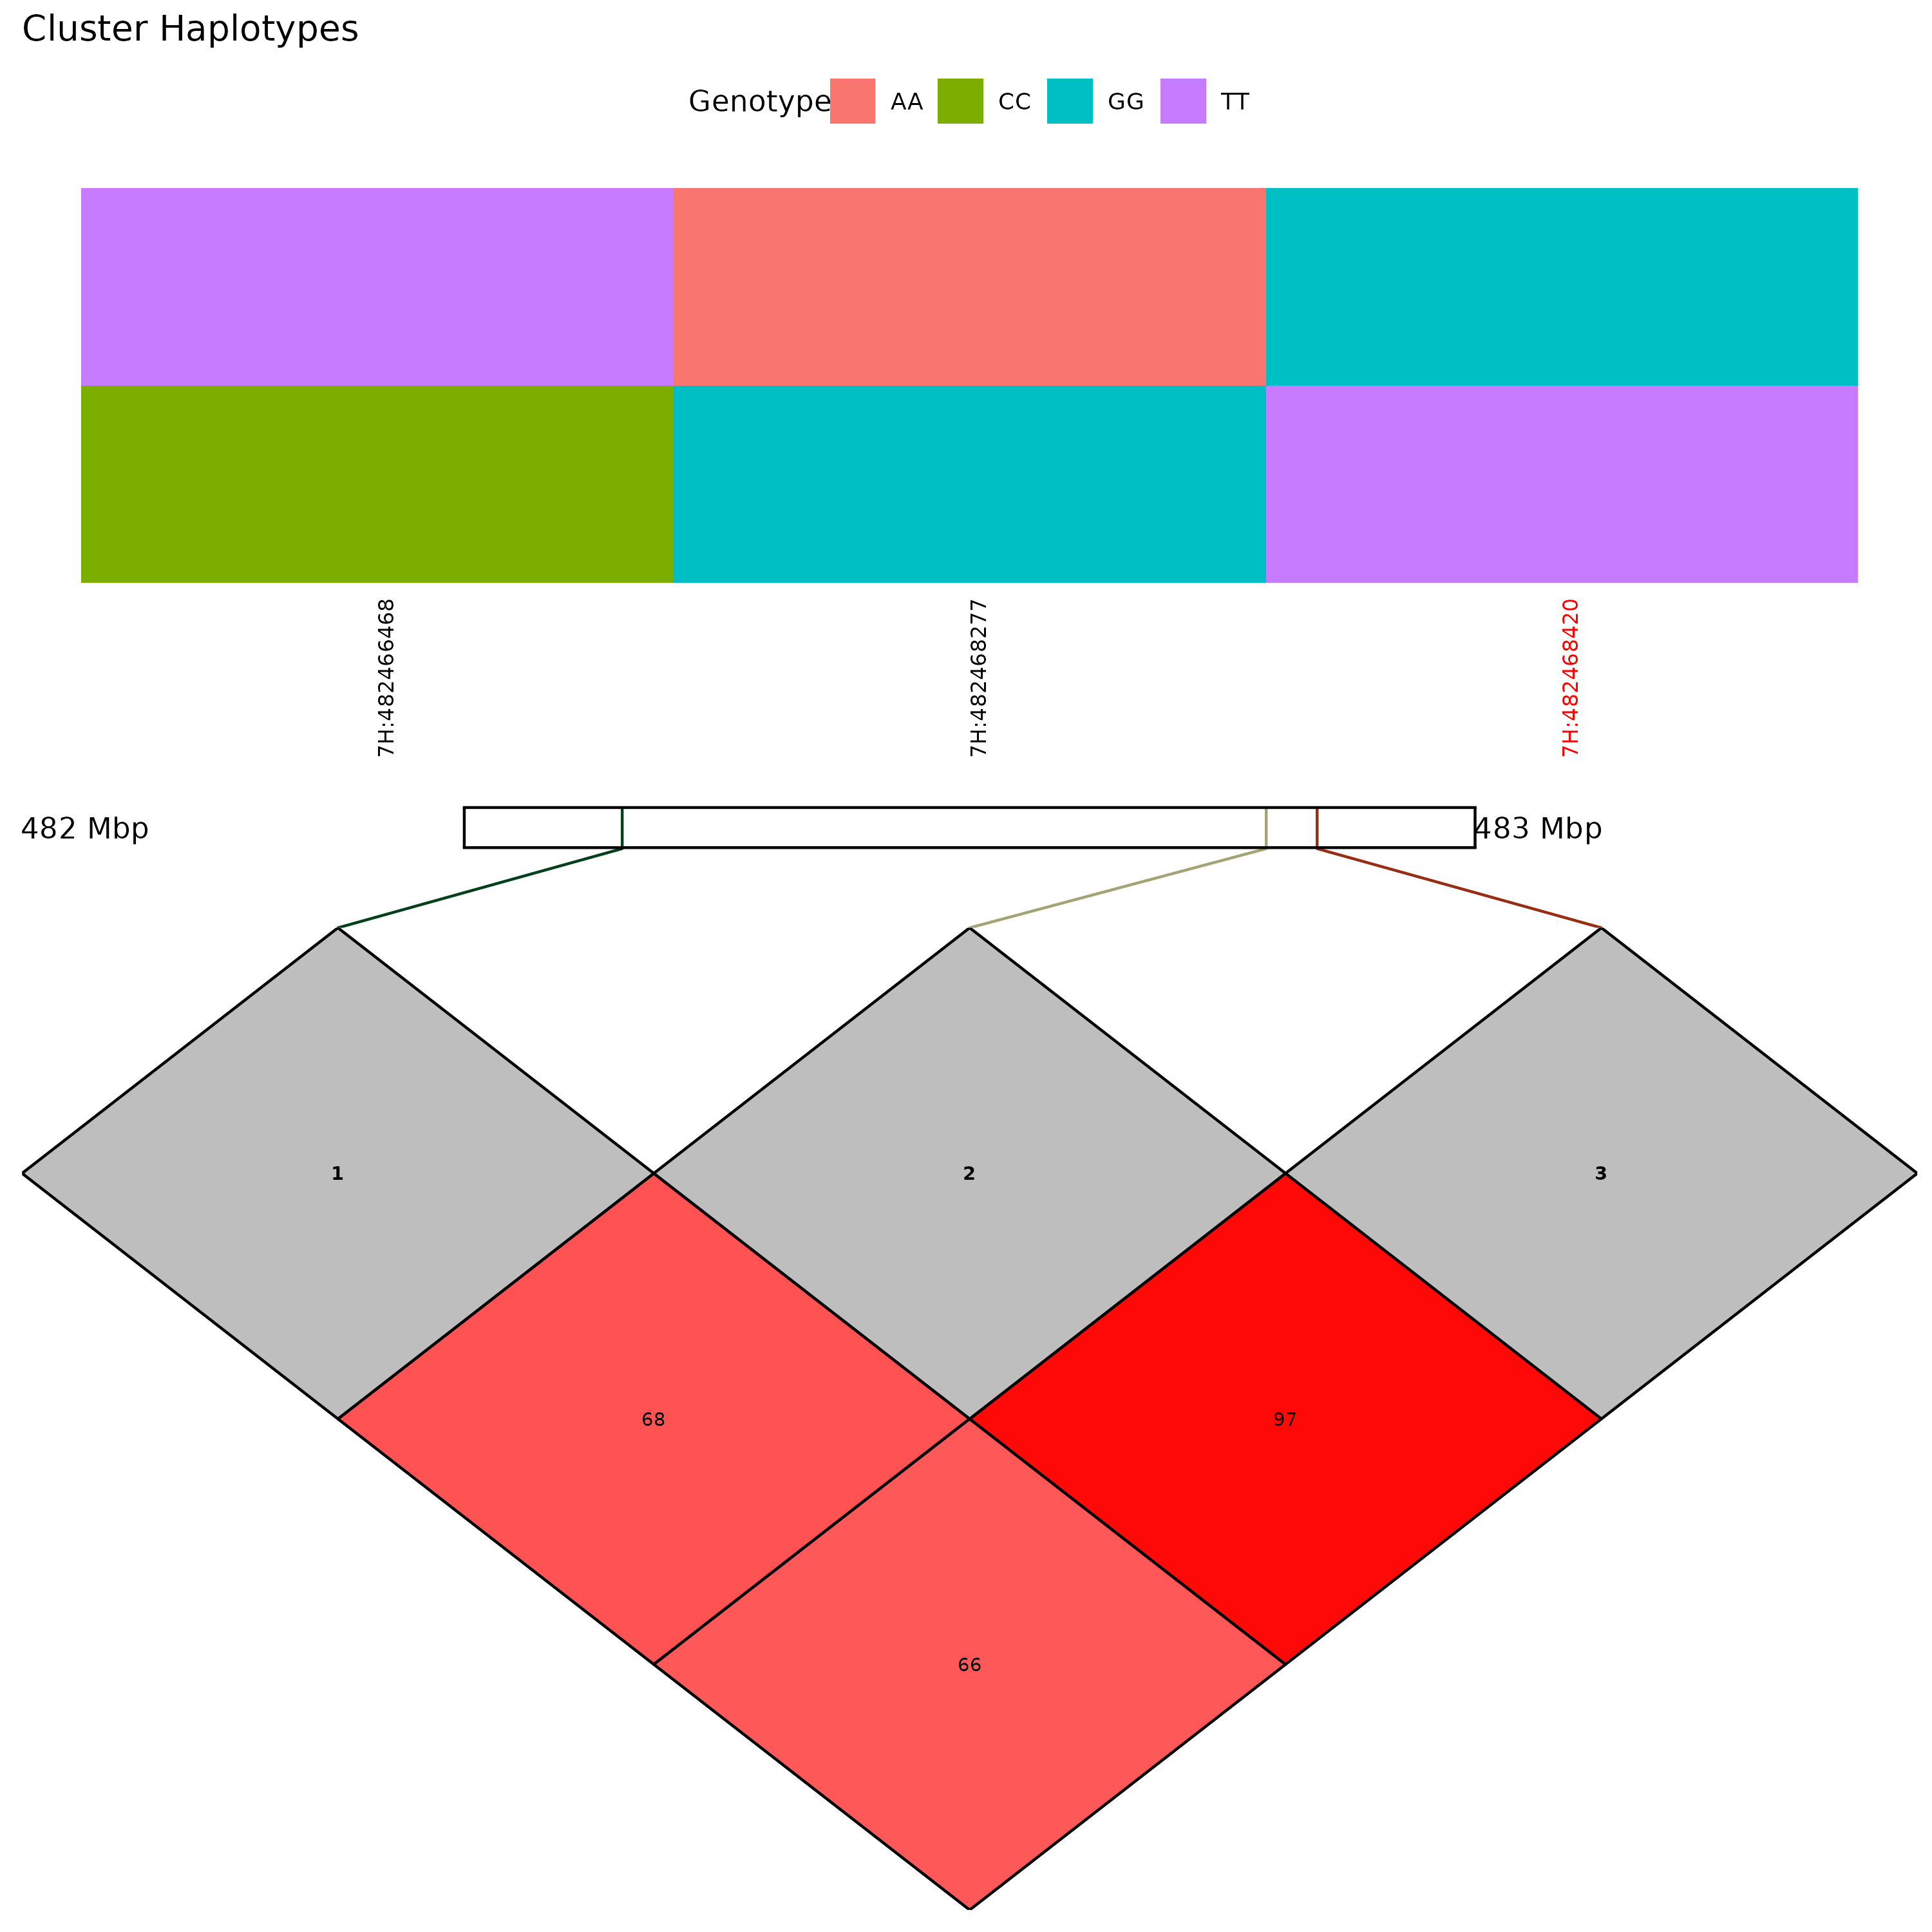 Cluster Haplotypes
Genotype AA CC GG TT
7H:482466468
7H:482468277
7H:482468420
482 Mbp 483 Mbp
1 2 3
68 97
66